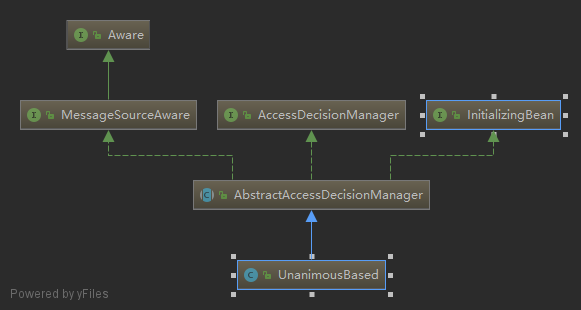 I Aware
I MessageSourceAware
I AccessDecisionManager
I InitializingBean
C AbstractAccessDecisionManager
C UnanimousBased
Powered by yFiles